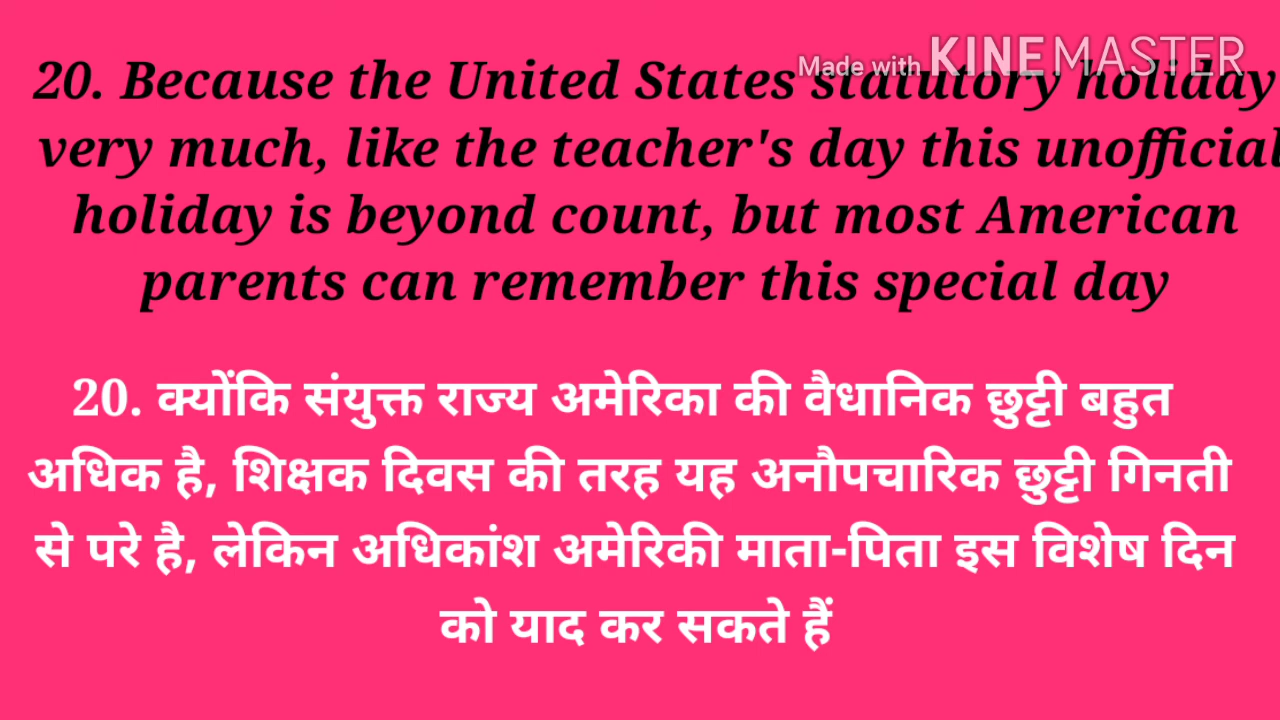 Made with KINEMASTER
20. Because the United States statutory holiday
very much, like the teacher's day this unofficial
holiday is beyond count, but most American
parents can remember this special day
20. क्योंकि संयुक्त राज्य अमेरिका की वैधानिक छुट्टी बहुत
अधिक है, शिक्षक दिवस की तरह यह अनौपचारिक छुट्टी गिनती
से परे है, लेकिन अधिकांश अमेरिकी माता-पिता इस विशेष दिन
को याद कर सकते हैं